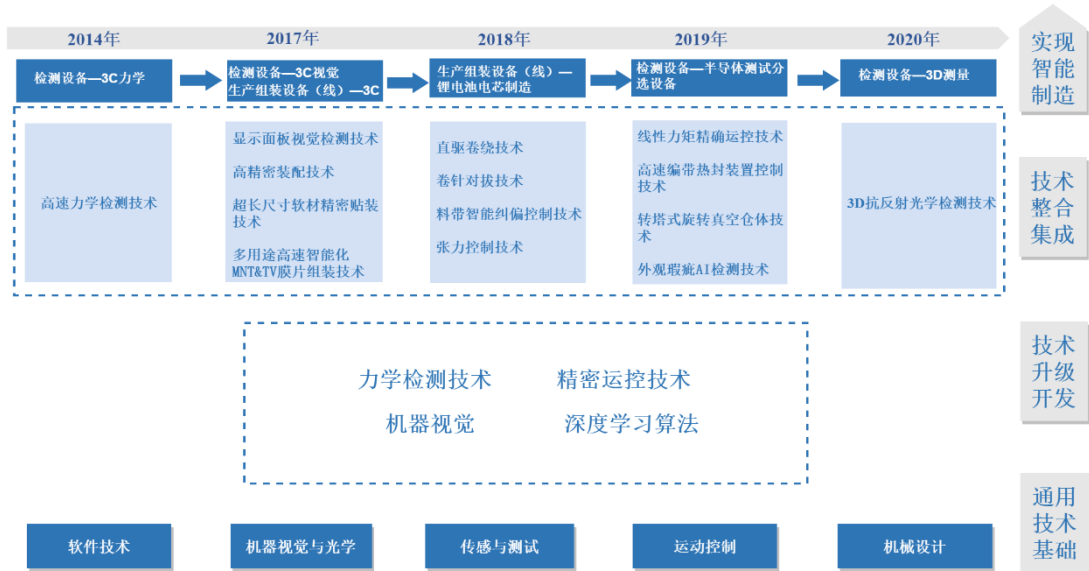 2014年
2017年
2018年
2019年
2020年
实现
智能
制造
检测设备—3C力学
检测设备—3C视觉
生产组装设备（线）—3C
生产组装设备（线）—
锂电池电芯制造
检测设备—半导体测试分
选设备
检测设备—3D测量
高速力学检测技术
显示面板视觉检测技术
高精密装配技术
超长尺寸软材精密贴装
技术
多用途高速智能化
MNT&TV膜片组装技术
直驱卷绕技术
卷针对拔技术
料带智能纠偏控制技术
张力控制技术
线性力矩精确运控技术
高速编带热封装置控制
技术
转塔式旋转真空仓体技
术
外观瑕疵AI检测技术
3D抗反射光学检测技术
技术
整合
集成
力学检测技术
精密运控技术
机器视觉
深度学习算法
技术
升级
开发
软件技术
机器视觉与光学
传感与测试
运动控制
机械设计
通用
技术
基础